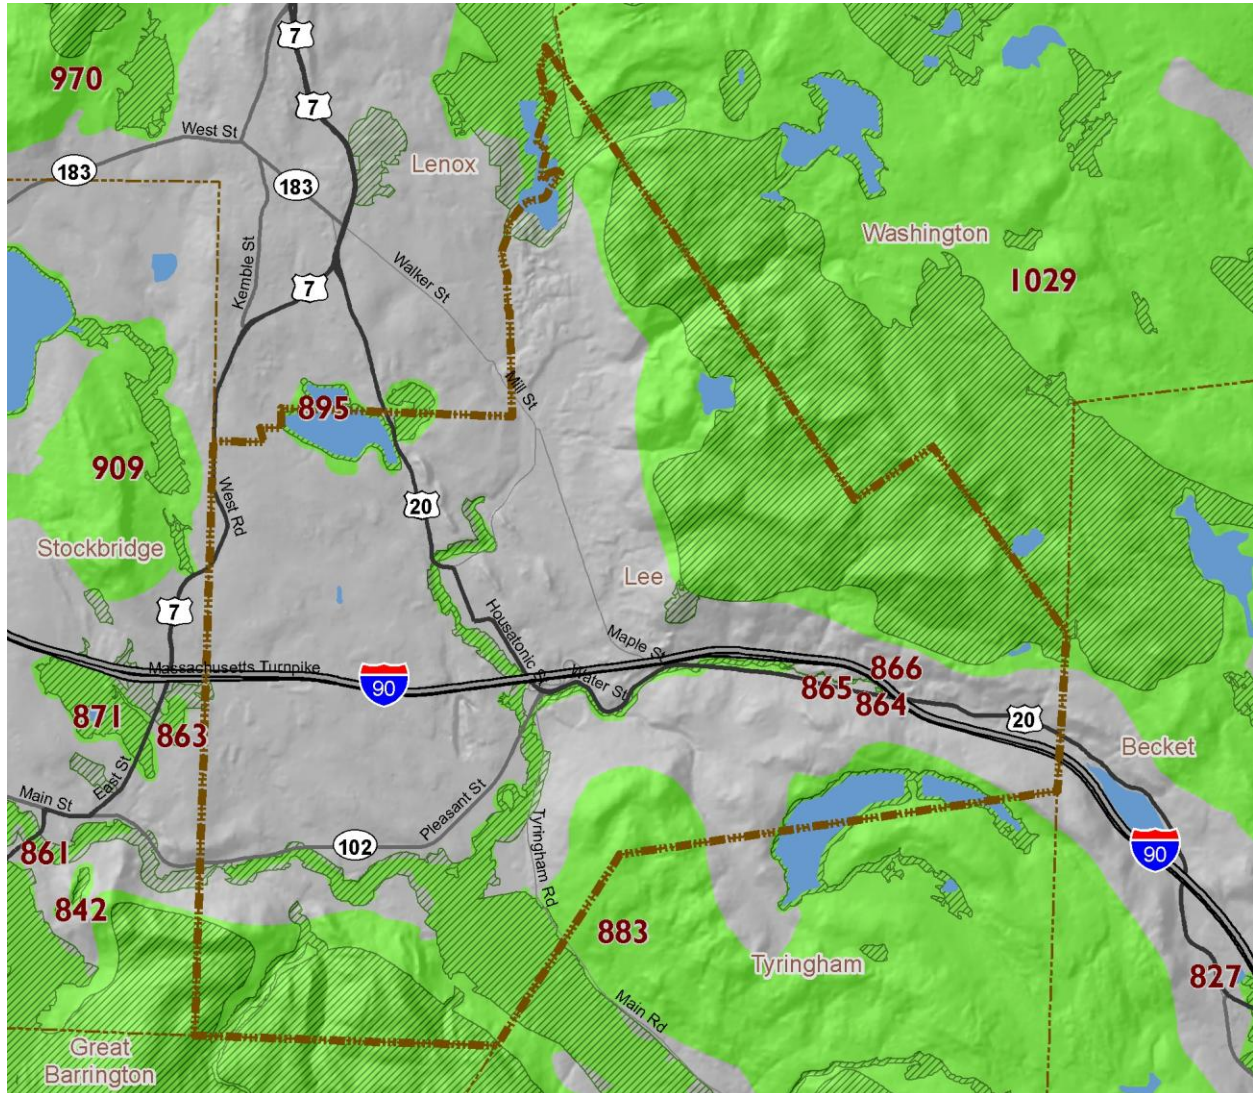 7
970
7
West St
Lenox
183
183
Washington
Kemble St
Walker St
1029
7
Mill St
895
909
West Rd
20
Stockbridge
Lee
7
Housatonic St
Maple St
Massachusetts Turnpike
866
90
Water St
865
864
871
863
20
Becket
East St
Main St
Pleasant St
Tyringham Rd
102
90
861
842
883
Tyringham
827
Main Rd
Great
Barrington